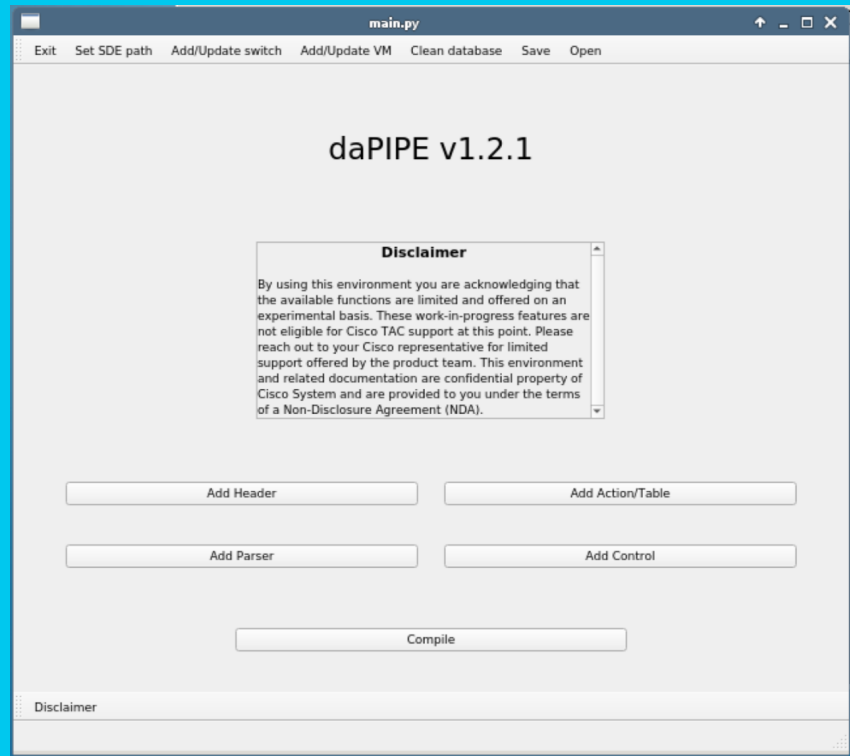 main.py
Exit Set SDE path Add/Update switch Add/Update VM Clean database Save Open
daPIPE v1.2.1
Disclaimer
By using this environment you are acknowledging that
the available functions are limited and offered on an
experimental basis. These work-in-progress features are
not eligible for Cisco TAC support at this point. Please
reach out to your Cisco representative for limited
support offered by the product team. This environment
and related documentation are confidential property of
Cisco System and are provided to you under the terms
of a Non-Disclosure Agreement (NDA).
Add Header Add Action/Table
Add Parser Add Control
Compile
Disclaimer